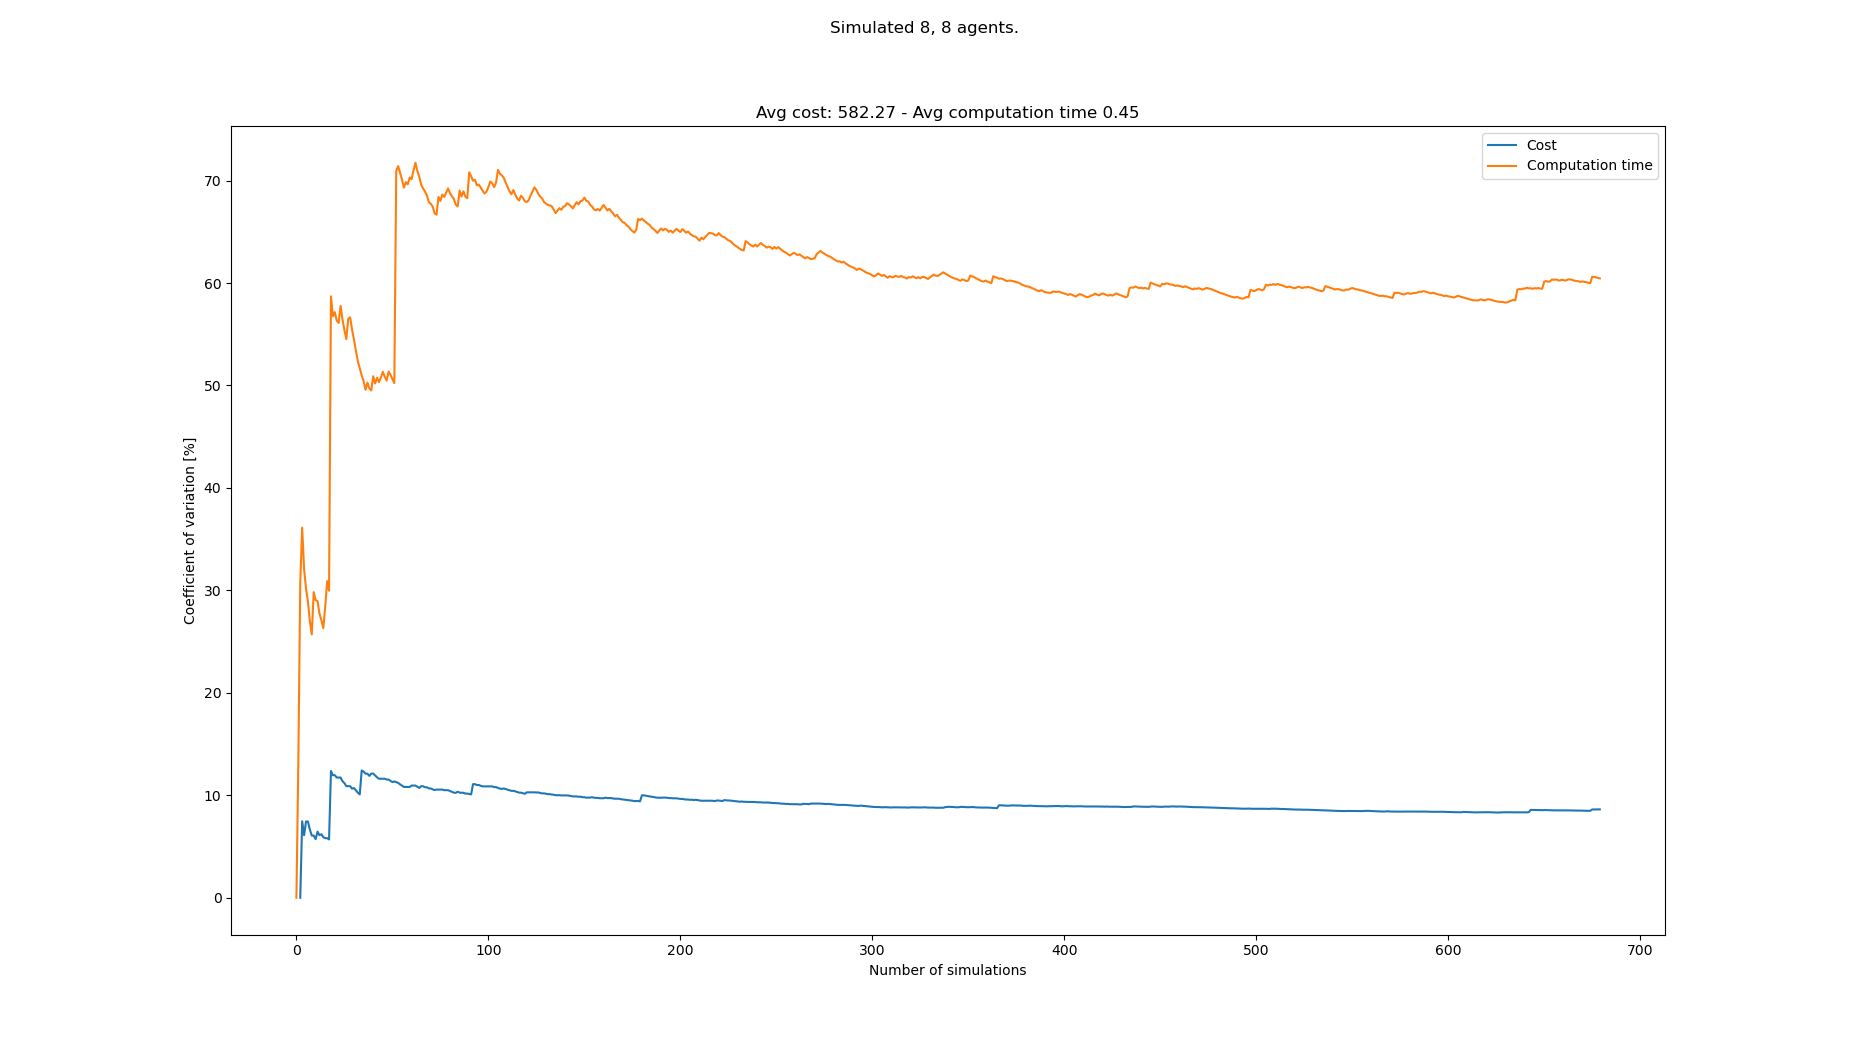 Simulated 8, 8 agents.
Avg cost: 582.27 - Avg computation time 0.45
Cost
Computation time
Coefficient of variation [%]
70
60
50
40
30
20
10
0
0 100 200 300 400 500 600 700
Number of simulations